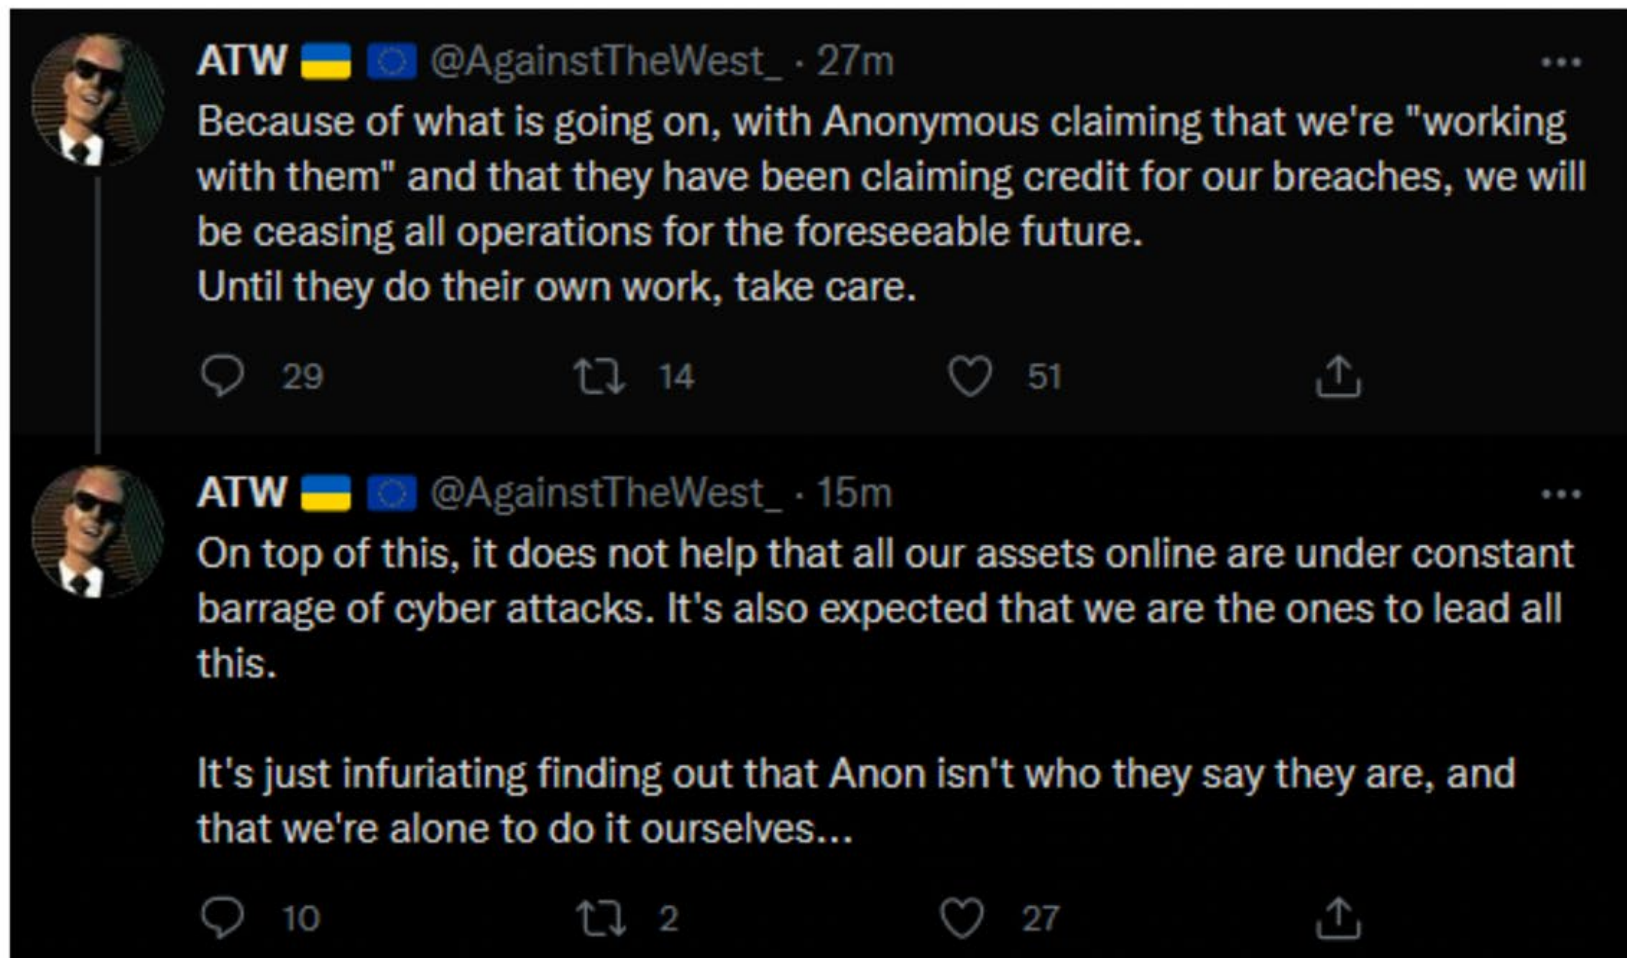 ATW 🇺🇦 🇪🇺 @AgainstTheWest_ · 27m
Because of what is going on, with Anonymous claiming that we're "working
with them" and that they have been claiming credit for our breaches, we will
be ceasing all operations for the foreseeable future.
Until they do their own work, take care.
29 14 51
ATW 🇺🇦 🇪🇺 @AgainstTheWest_ · 15m
On top of this, it does not help that all our assets online are under constant
barrage of cyber attacks. It's also expected that we are the ones to lead all
this.
It's just infuriating finding out that Anon isn't who they say they are, and
that we're alone to do it ourselves...
10 2 27